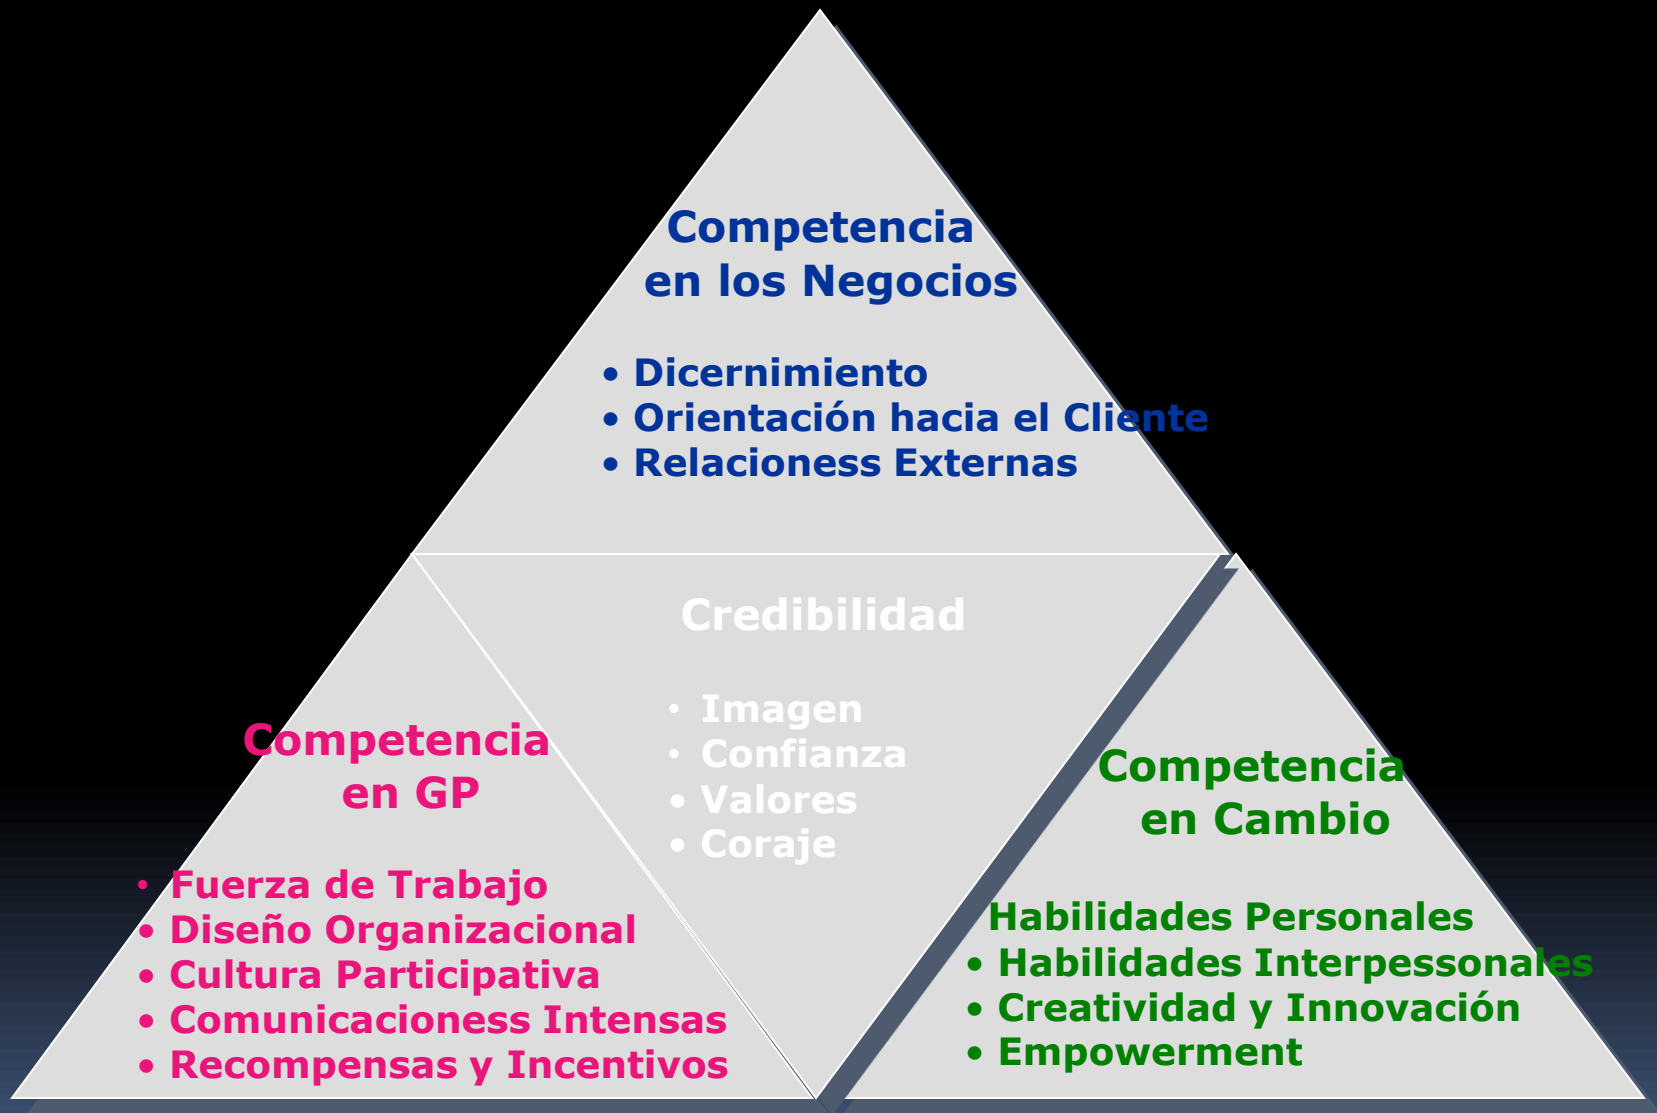 Competencia
en los Negocios
• Dicernimiento
• Orientación hacia el Cliente
• Relacioness Externas
Credibilidad
• Imagen
• Confianza
• Valores
• Coraje
Competencia
en GP
• Fuerza de Trabajo
• Diseño Organizacional
• Cultura Participativa
• Comunicacioness Intensas
• Recompensas y Incentivos
Competencia
en Cambio
Habilidades Personales
• Habilidades Interpessonales
• Creatividad y Innovación
• Empowerment